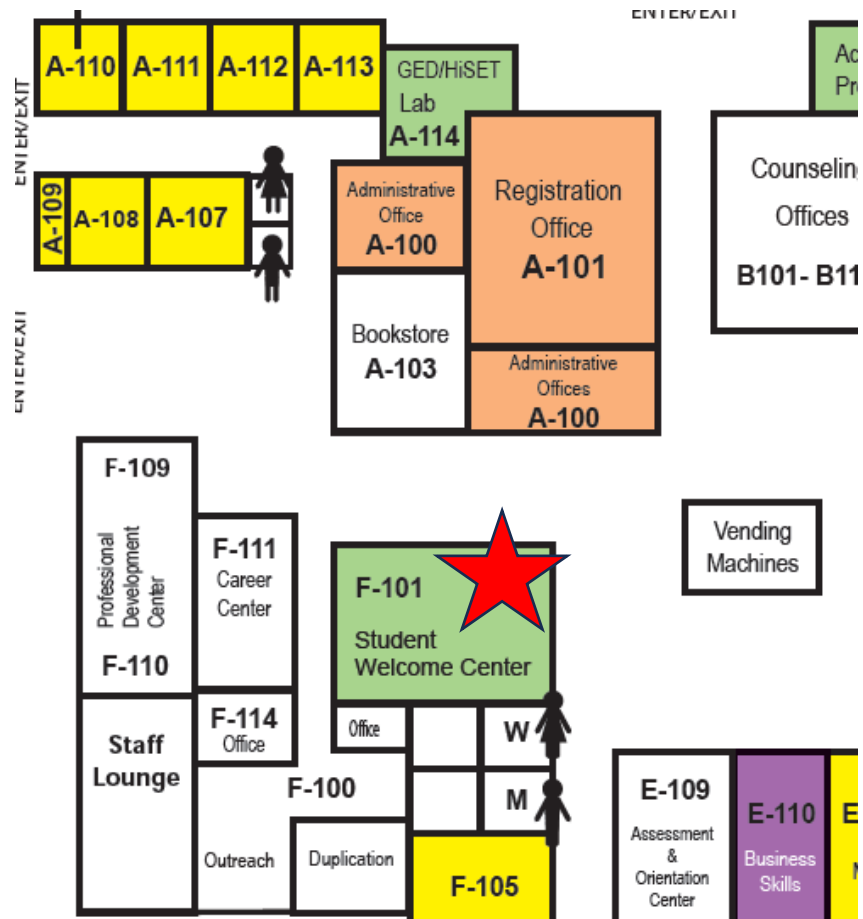 ENTER/EXIT
A-110
A-111
A-112
A-113
GED/HiSET
Lab
A-114
ENTER/EXIT
A-109
A-108
A-107
Administrative
Office
A-100
Registration
Office
A-101
Counseling
Offices
B101- B11
Bookstore
A-103
Administrative
Offices
A-100
ENTER/EXIT
F-109
Professional
Development
Center
F-110
F-111
Career
Center
F-101
Student
Welcome Center
Vending
Machines
Staff
Lounge
F-114
Office
Office
W
M
F-100
Outreach
Duplication
F-105
E-109
Assessment
&
Orientation
Center
E-110
Business
Skills